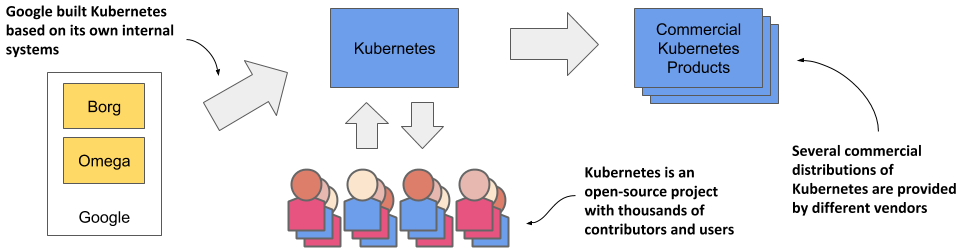 Google built Kubernetes
based on its own internal
systems
Borg
Omega
Google
Kubernetes
Commercial
Kubernetes
Products
Kubernetes is an
open-source project
with thousands of
contributors and users
Several commercial
distributions of
Kubernetes are provided
by different vendors